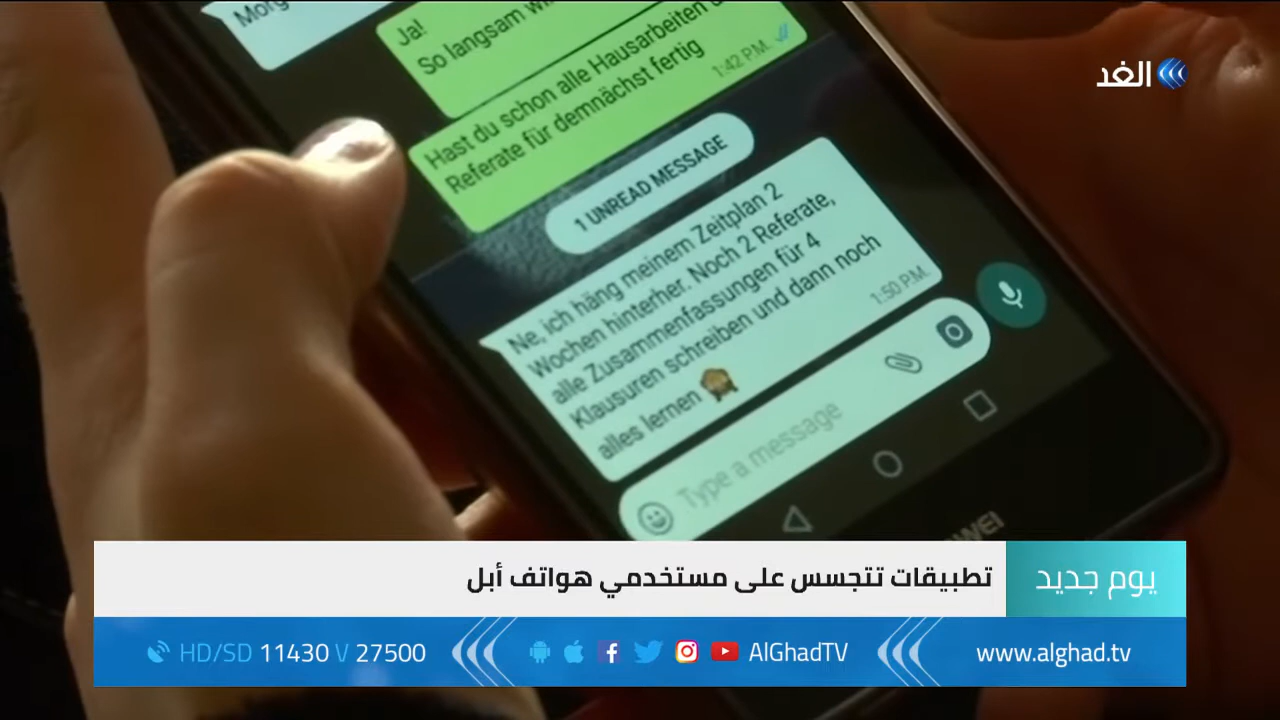 Morg
Ja!
So langsam
Hast du schon alle Hausarbeiten
Referate für demnächst fertig
1:42 P.M.
1 UNREAD MESSAGE
Ne, ich häng meinem Zeitplan 2
Wochen hinterher. Noch 2 Referate,
alle Zusammenfassungen für 4
Klausuren schreiben und dann noch
alles lernen 🙈
1:50 P.M.
Type a message
الغد
يوم جديد
تطبيقات تتجسس على مستخدمي هواتف أبل
HD/SD 11430 V 27500
AlGhadTV
www.alghad.tv